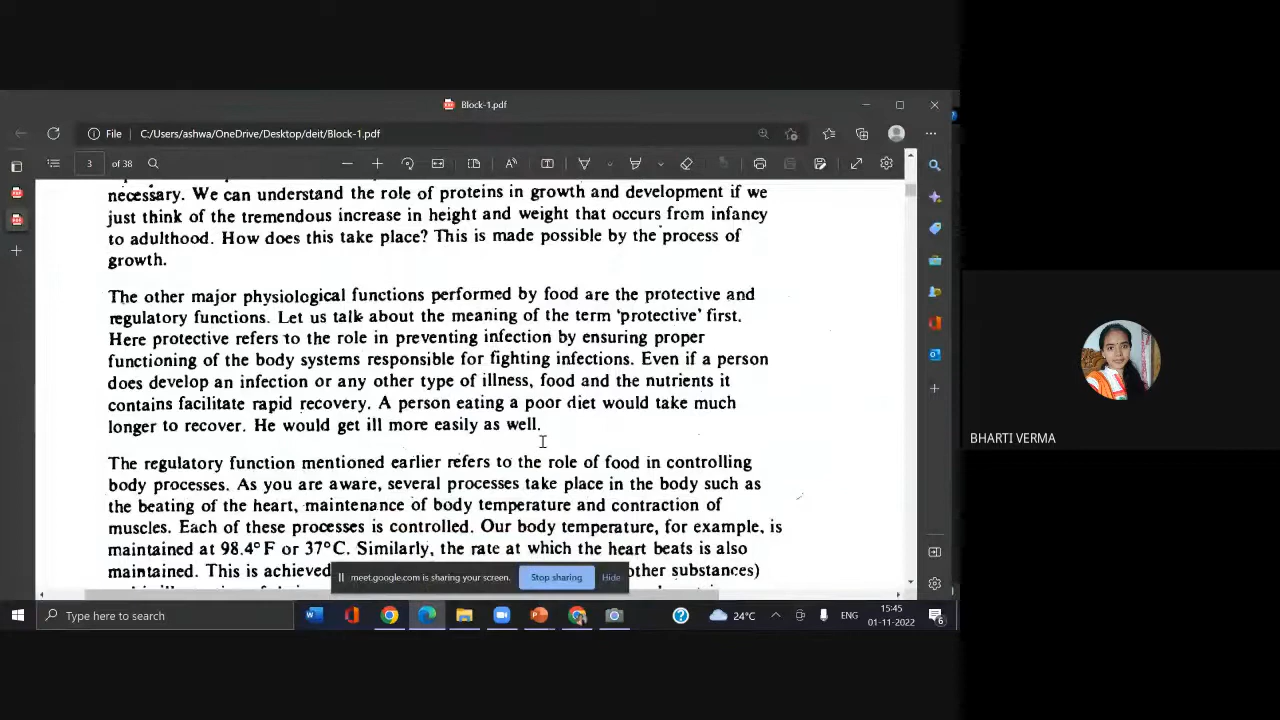 Block-1.pdf
File C:/Users/ashwa/OneDrive/Desktop/deit/Block-1.pdf
3 of 38
necessary. We can understand the role of proteins in growth and development if we
just think of the tremendous increase in height and weight that occurs from infancy
to adulthood. How does this take place? This is made possible by the process of
growth.
The other major physiological functions performed by food are the protective and
regulatory functions. Let us talk about the meaning of the term 'protective' first.
Here protective refers to the role in preventing infection by ensuring proper
functioning of the body systems responsible for fighting infections. Even if a person
does develop an infection or any other type of illness, food and the nutrients it
contains facilitate rapid recovery. A person eating a poor diet would take much
longer to recover. He would get ill more easily as well.
The regulatory function mentioned earlier refers to the role of food in controlling
body processes. As you are aware, several processes take place in the body such as
the beating of the heart, maintenance of body temperature and contraction of
muscles. Each of these processes is controlled. Our body temperature, for example, is
maintained at 98.4°F or 37°C. Similarly, the rate at which the heart beats is also
maintained. This is achieved other substances)
meet.google.com is sharing your screen. Stop sharing Hide
BHARTI VERMA
Type here to search
24°C ENG 15:45
01-11-2022 6